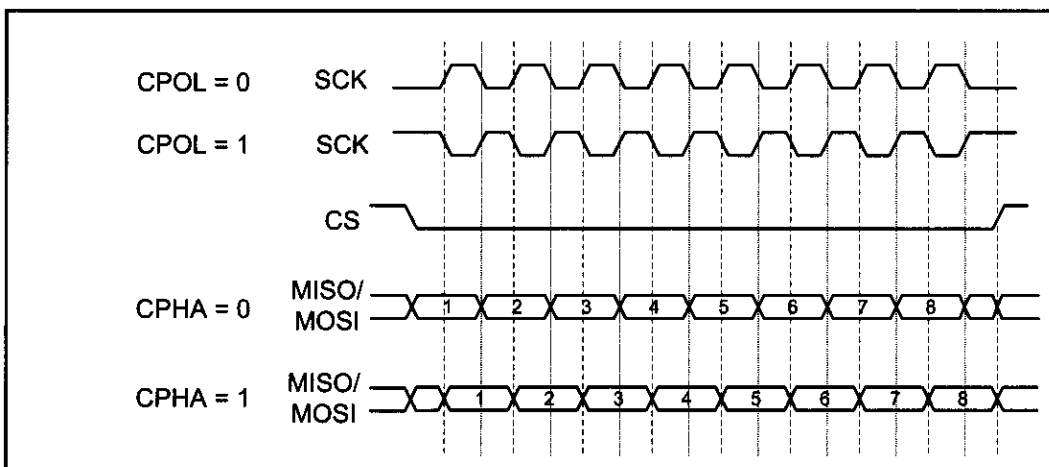 CPOL = 0 SCK
CPOL = 1 SCK
CS
CPHA = 0 MISO/
MOSI 1 2 3 4 5 6 7 8
CPHA = 1 MISO/
MOSI 1 2 3 4 5 6 7 8